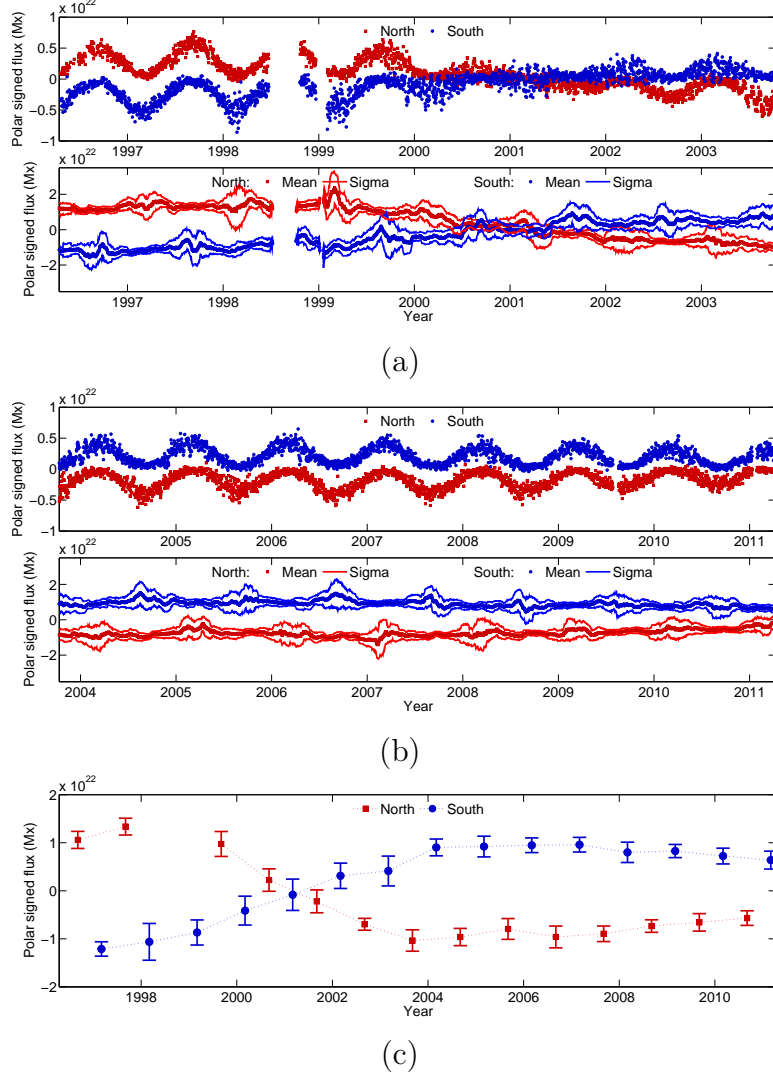 x 10^22
1
0.5
0
−0.5
−1
Polar signed flux (Mx)
North South
1997 1998 1999 2000 2001 2002 2003
x 10^22
2
0
−2
Polar signed flux (Mx)
North: Mean Sigma South: Mean Sigma
1997 1998 1999 2000 2001 2002 2003
Year
(a)
x 10^22
1
0.5
0
−0.5
−1
Polar signed flux (Mx)
North South
2005 2006 2007 2008 2009 2010 2011
x 10^22
2
0
−2
Polar signed flux (Mx)
North: Mean Sigma South: Mean Sigma
2004 2005 2006 2007 2008 2009 2010 2011
Year
(b)
x 10^22
2
1
0
−1
−2
Polar signed flux (Mx)
North South
1998 2000 2002 2004 2006 2008 2010
Year
(c)